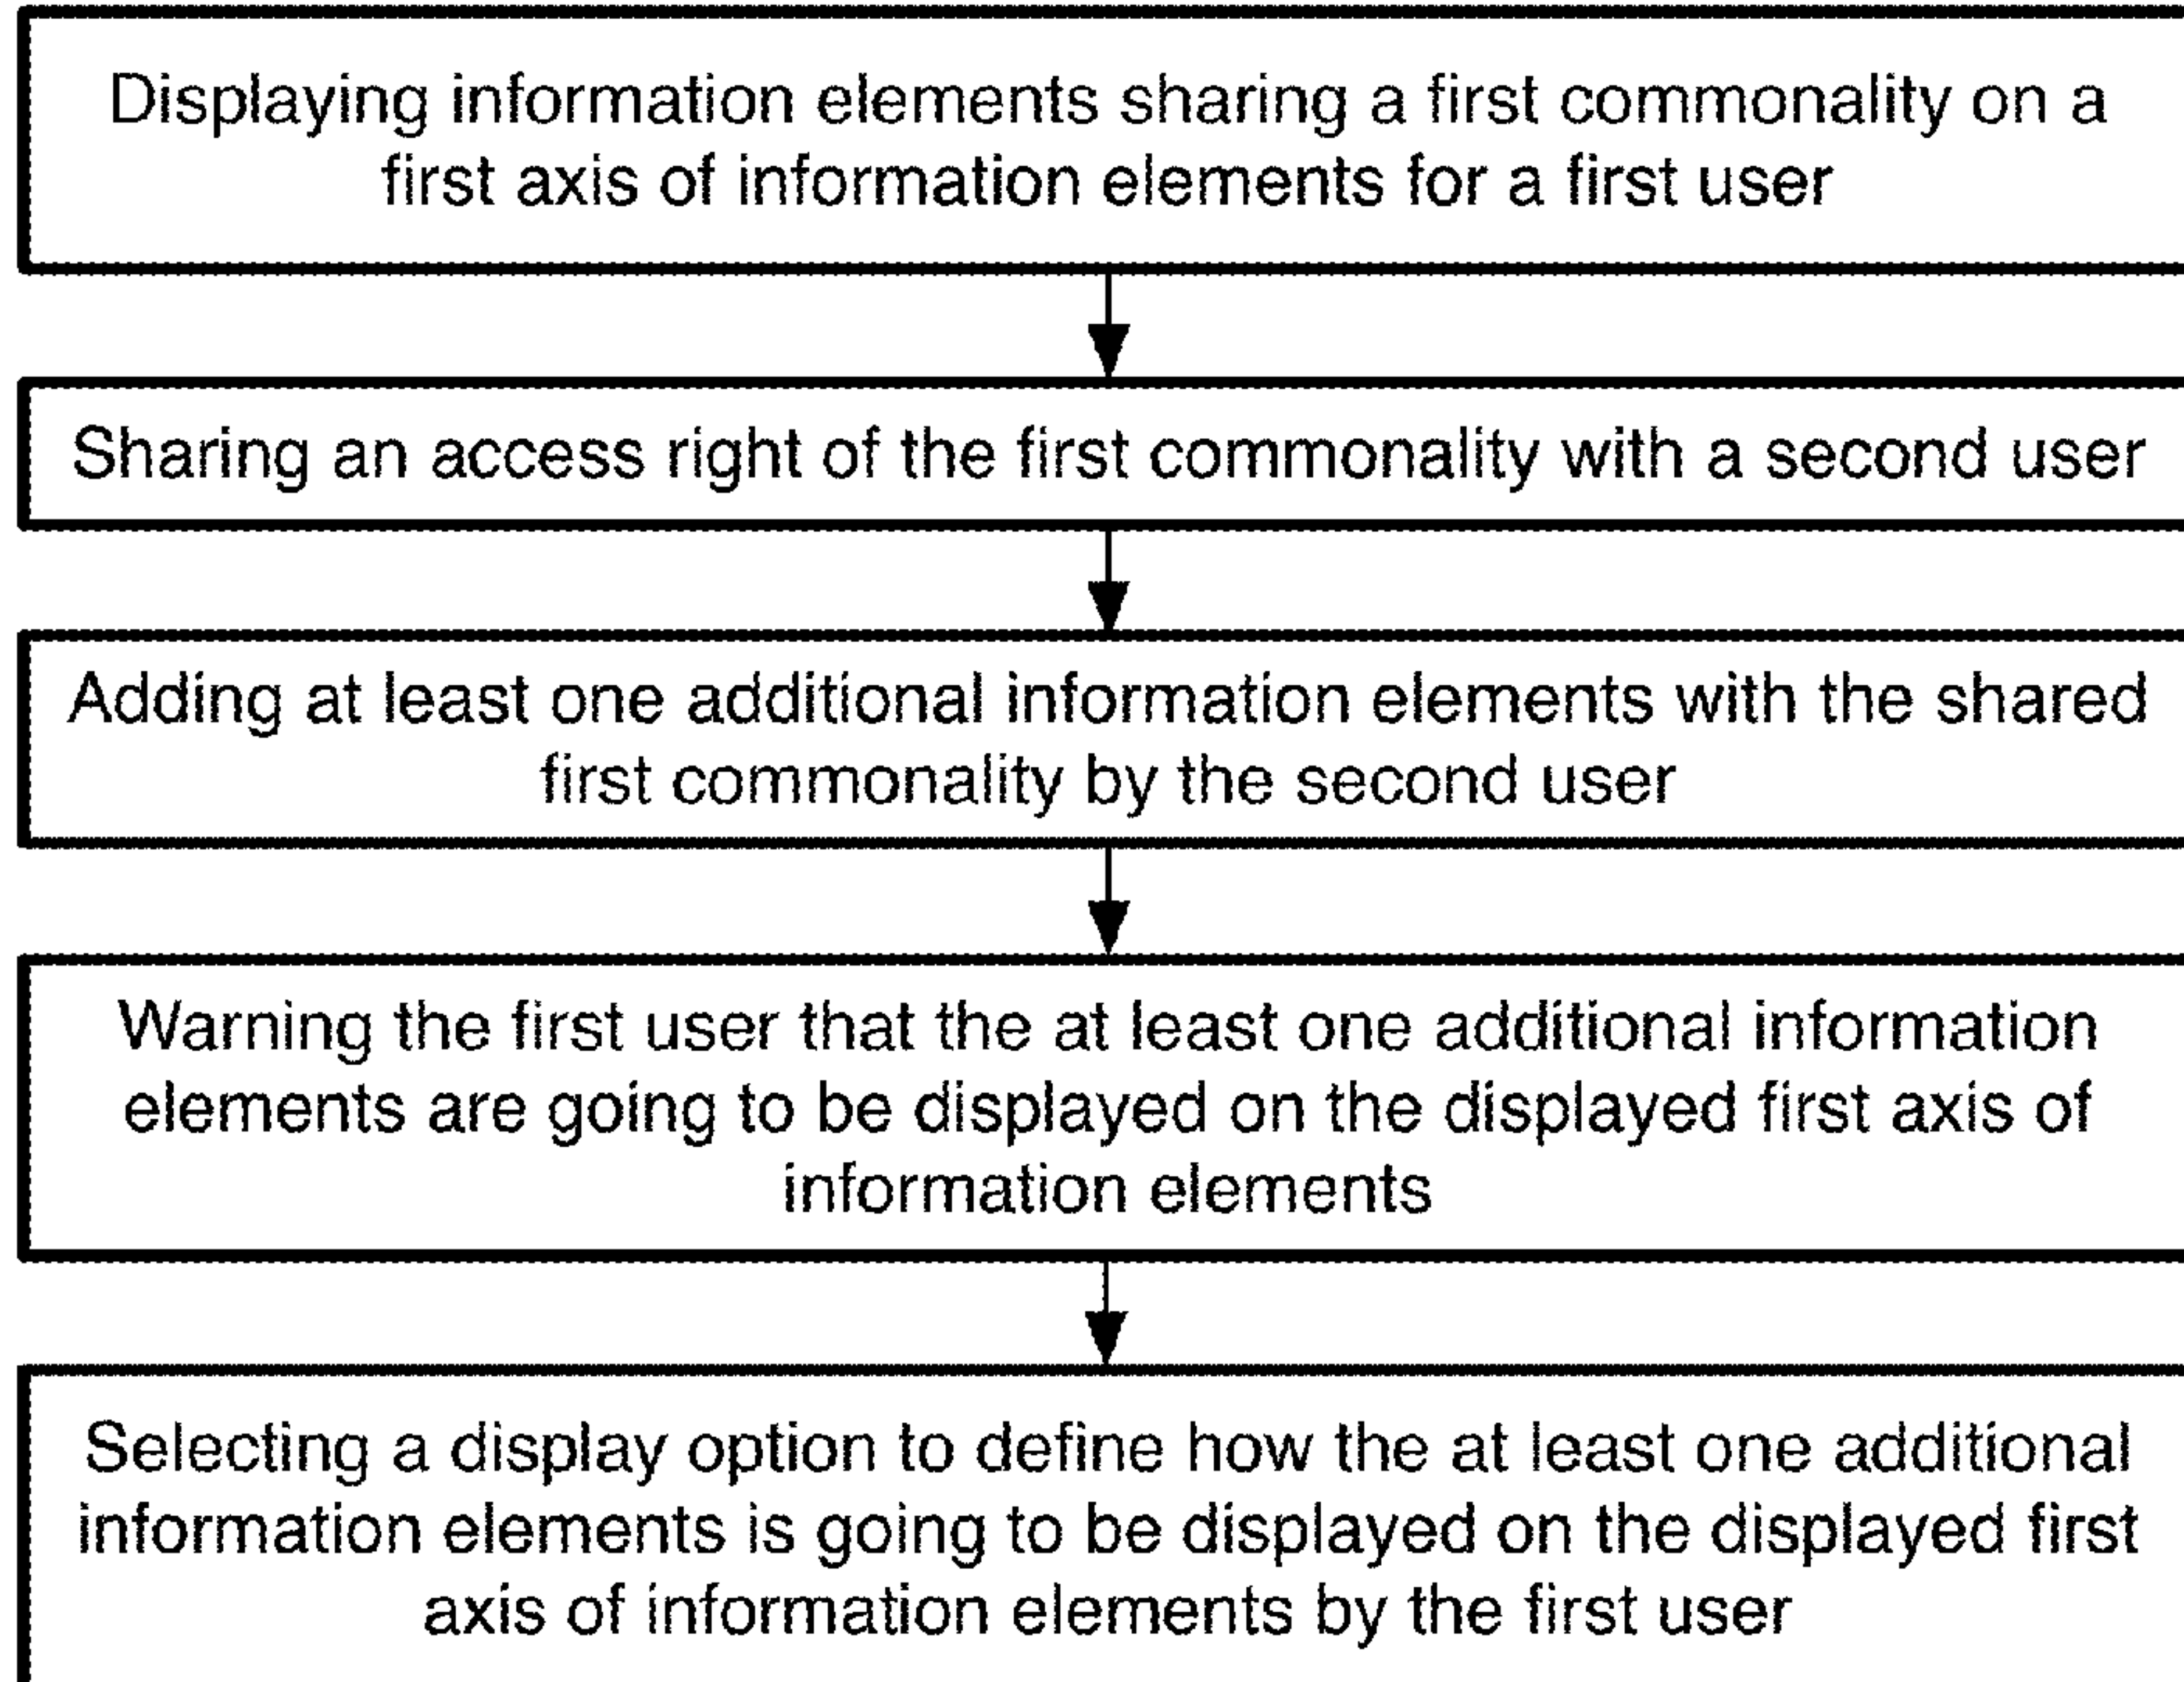 Displaying information elements sharing a first commonality on a
first axis of information elements for a first user
Sharing an access right of the first commonality with a second user
Adding at least one additional information elements with the shared
first commonality by the second user
Warning the first user that the at least one additional information
elements are going to be displayed on the displayed first axis of
information elements
Selecting a display option to define how the at least one additional
information elements is going to be displayed on the displayed first
axis of information elements by the first user